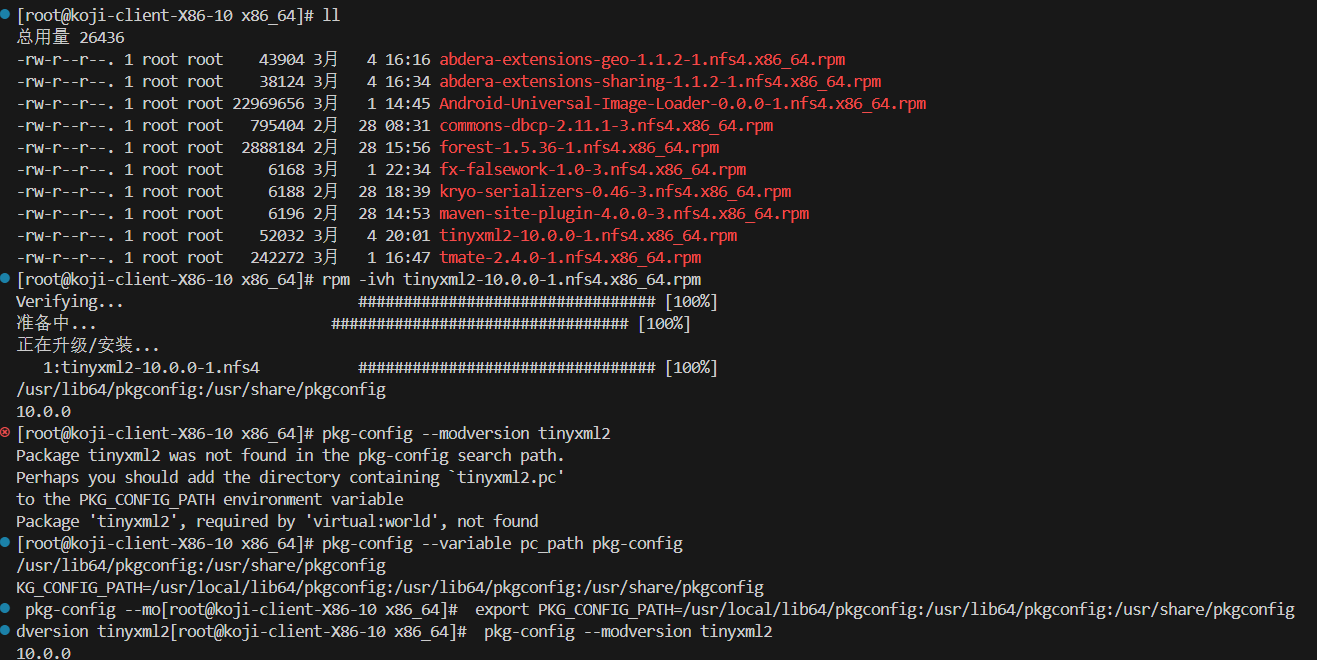 [root@koji-client-X86-10 x86_64]# ll
总用量 26436
-rw-r--r--. 1 root root    43904 3月   4 16:16 abdera-extensions-geo-1.1.2-1.nfs4.x86_64.rpm
-rw-r--r--. 1 root root    38124 3月   4 16:34 abdera-extensions-sharing-1.1.2-1.nfs4.x86_64.rpm
-rw-r--r--. 1 root root 22969656 3月   1 14:45 Android-Universal-Image-Loader-0.0.0-1.nfs4.x86_64.rpm
-rw-r--r--. 1 root root   795404 2月  28 08:31 commons-dbcp-2.11.1-3.nfs4.x86_64.rpm
-rw-r--r--. 1 root root  2888184 2月  28 15:56 forest-1.5.36-1.nfs4.x86_64.rpm
-rw-r--r--. 1 root root     6168 3月   1 22:34 fx-falsework-1.0-3.nfs4.x86_64.rpm
-rw-r--r--. 1 root root     6188 2月  28 18:39 kryo-serializers-0.46-3.nfs4.x86_64.rpm
-rw-r--r--. 1 root root     6196 2月  28 14:53 maven-site-plugin-4.0.0-3.nfs4.x86_64.rpm
-rw-r--r--. 1 root root    52032 3月   4 20:01 tinyxml2-10.0.0-1.nfs4.x86_64.rpm
-rw-r--r--. 1 root root   242272 3月   1 16:47 tmate-2.4.0-1.nfs4.x86_64.rpm
[root@koji-client-X86-10 x86_64]# rpm -ivh tinyxml2-10.0.0-1.nfs4.x86_64.rpm
Verifying...                          ################################# [100%]
准备中...                          ################################# [100%]
正在升级/安装...
   1:tinyxml2-10.0.0-1.nfs4           ################################# [100%]
/usr/lib64/pkgconfig:/usr/share/pkgconfig
10.0.0
[root@koji-client-X86-10 x86_64]# pkg-config --modversion tinyxml2
Package tinyxml2 was not found in the pkg-config search path.
Perhaps you should add the directory containing `tinyxml2.pc'
to the PKG_CONFIG_PATH environment variable
Package 'tinyxml2', required by 'virtual:world', not found
[root@koji-client-X86-10 x86_64]# pkg-config --variable pc_path pkg-config
/usr/lib64/pkgconfig:/usr/share/pkgconfig
KG_CONFIG_PATH=/usr/local/lib64/pkgconfig:/usr/lib64/pkgconfig:/usr/share/pkgconfig
 pkg-config --mo[root@koji-client-X86-10 x86_64]#  export PKG_CONFIG_PATH=/usr/local/lib64/pkgconfig:/usr/lib64/pkgconfig:/usr/share/pkgconfig
dversion tinyxml2[root@koji-client-X86-10 x86_64]#  pkg-config --modversion tinyxml2
10.0.0